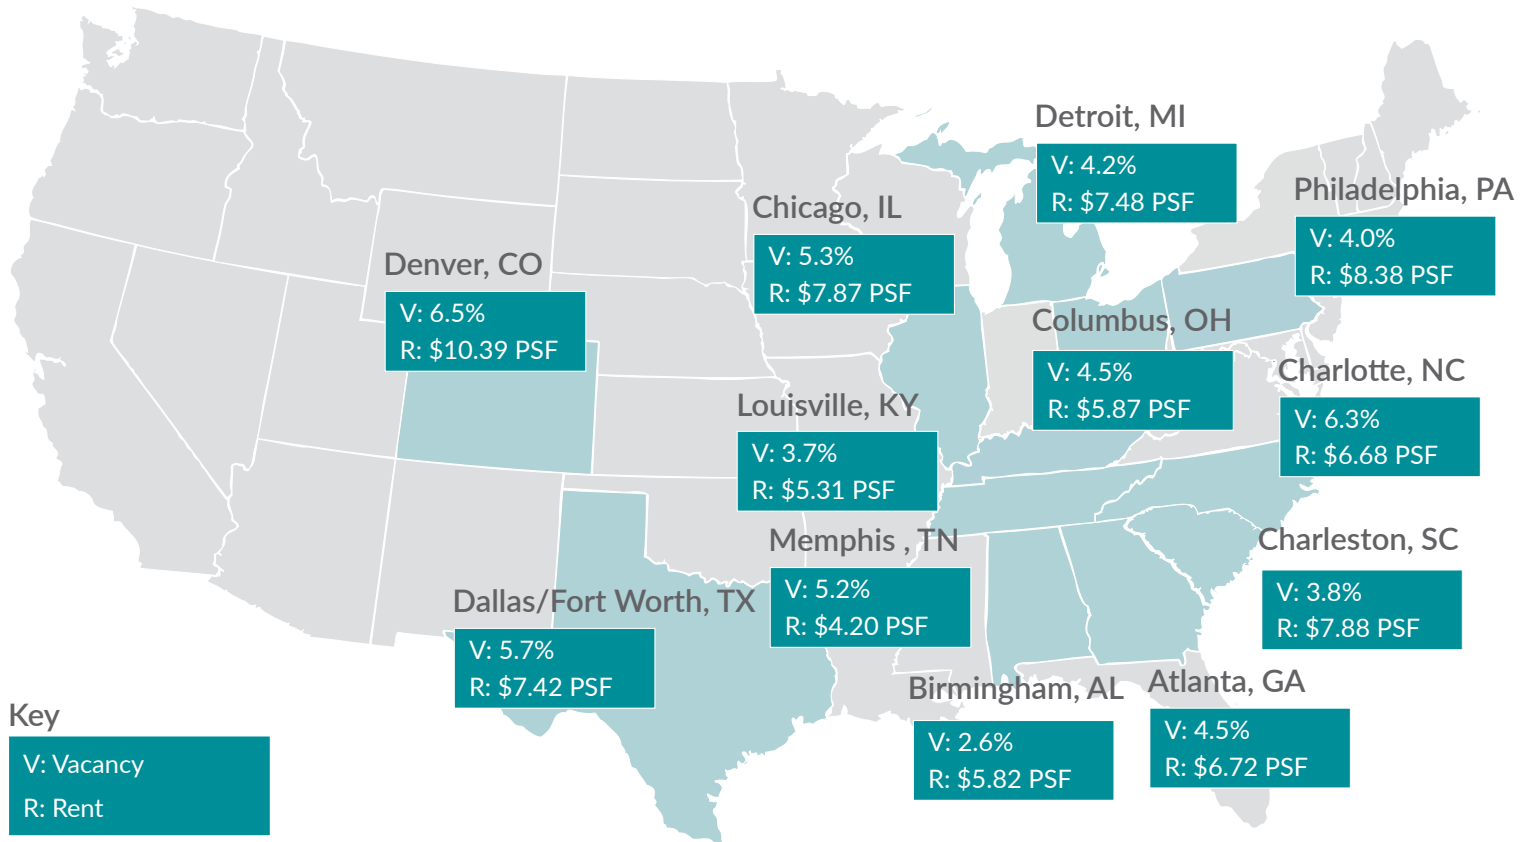 Detroit, MI
V: 4.2%
R: $7.48 PSF
Philadelphia, PA
V: 4.0%
R: $8.38 PSF
Chicago, IL
V: 5.3%
R: $7.87 PSF
Denver, CO
V: 6.5%
R: $10.39 PSF
Columbus, OH
V: 4.5%
R: $5.87 PSF
Charlotte, NC
V: 6.3%
R: $6.68 PSF
Louisville, KY
V: 3.7%
R: $5.31 PSF
Memphis , TN
V: 5.2%
R: $4.20 PSF
Charleston, SC
V: 3.8%
R: $7.88 PSF
Dallas/Fort Worth, TX
V: 5.7%
R: $7.42 PSF
Birmingham, AL
V: 2.6%
R: $5.82 PSF
Atlanta, GA
V: 4.5%
R: $6.72 PSF
Key
V: Vacancy
R: Rent